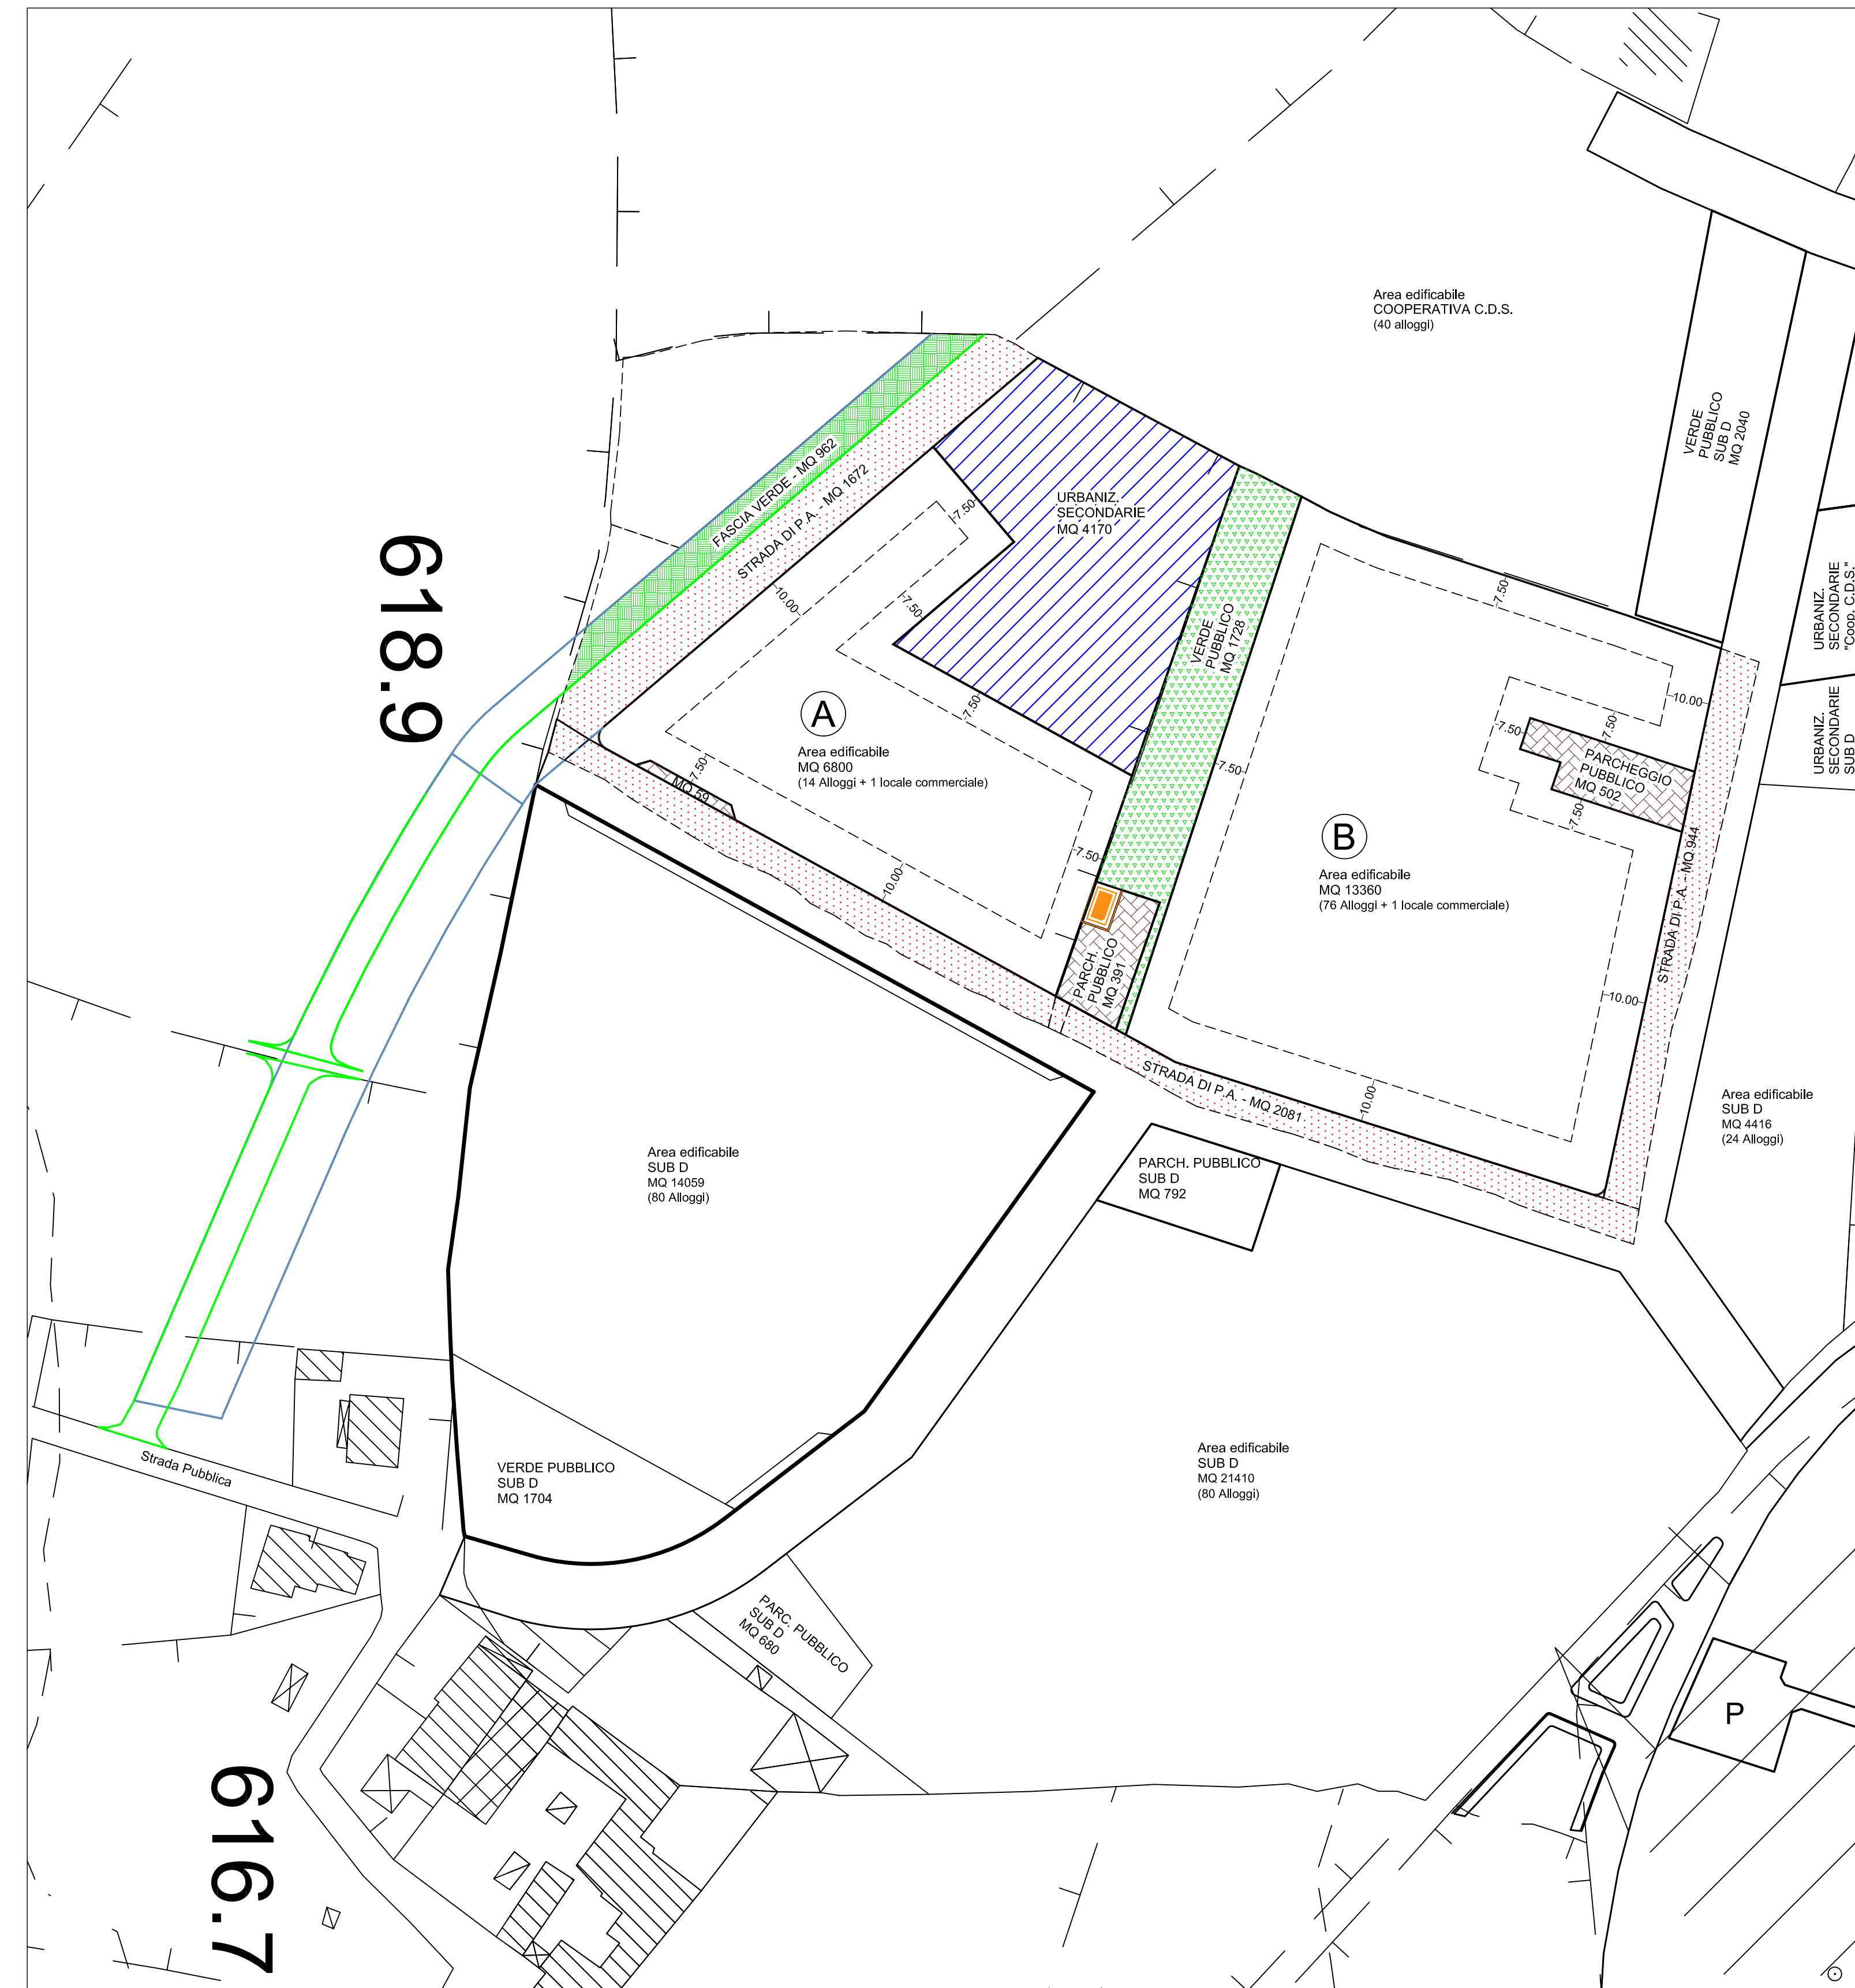 Area edificabile
COOPERATIVA C.D.S.
(40 alloggi)
VERDE
PUBBLICO
SUB D
MQ 2040
FASCIA VERDE - MQ 962
STRADA DI P.A. - MQ 1672
URBANIZ.
SECONDARIE
MQ 4170
7.50
10.00
7.50
7.50
7.50
7.50
10.00
618.9
A
Area edificabile
MQ 6800
(14 Alloggi + 1 locale commerciale)
MQ 59
VERDE
PUBBLICO
MQ 1728
7.50
7.50
10.00
7.50
7.50
7.50
10.00
10.00
PARCHEGGIO
PUBBLICO
MQ 502
URBANIZ.
SECONDARIE
"Coop. C.D.S."
URBANIZ.
SECONDARIE
SUB D
B
Area edificabile
MQ 13360
(76 Alloggi + 1 locale commerciale)
STRADA DI P.A. - MQ 944
PARCH.
PUBBLICO
MQ 391
STRADA DI P.A. - MQ 2081
Area edificabile
SUB D
MQ 4416
(24 Alloggi)
Area edificabile
SUB D
MQ 14059
(80 Alloggi)
PARCH. PUBBLICO
SUB D
MQ 792
Strada Pubblica
VERDE PUBBLICO
SUB D
MQ 1704
Area edificabile
SUB D
MQ 21410
(80 Alloggi)
PARC. PUBBLICO
SUB D
MQ 680
P
616.7